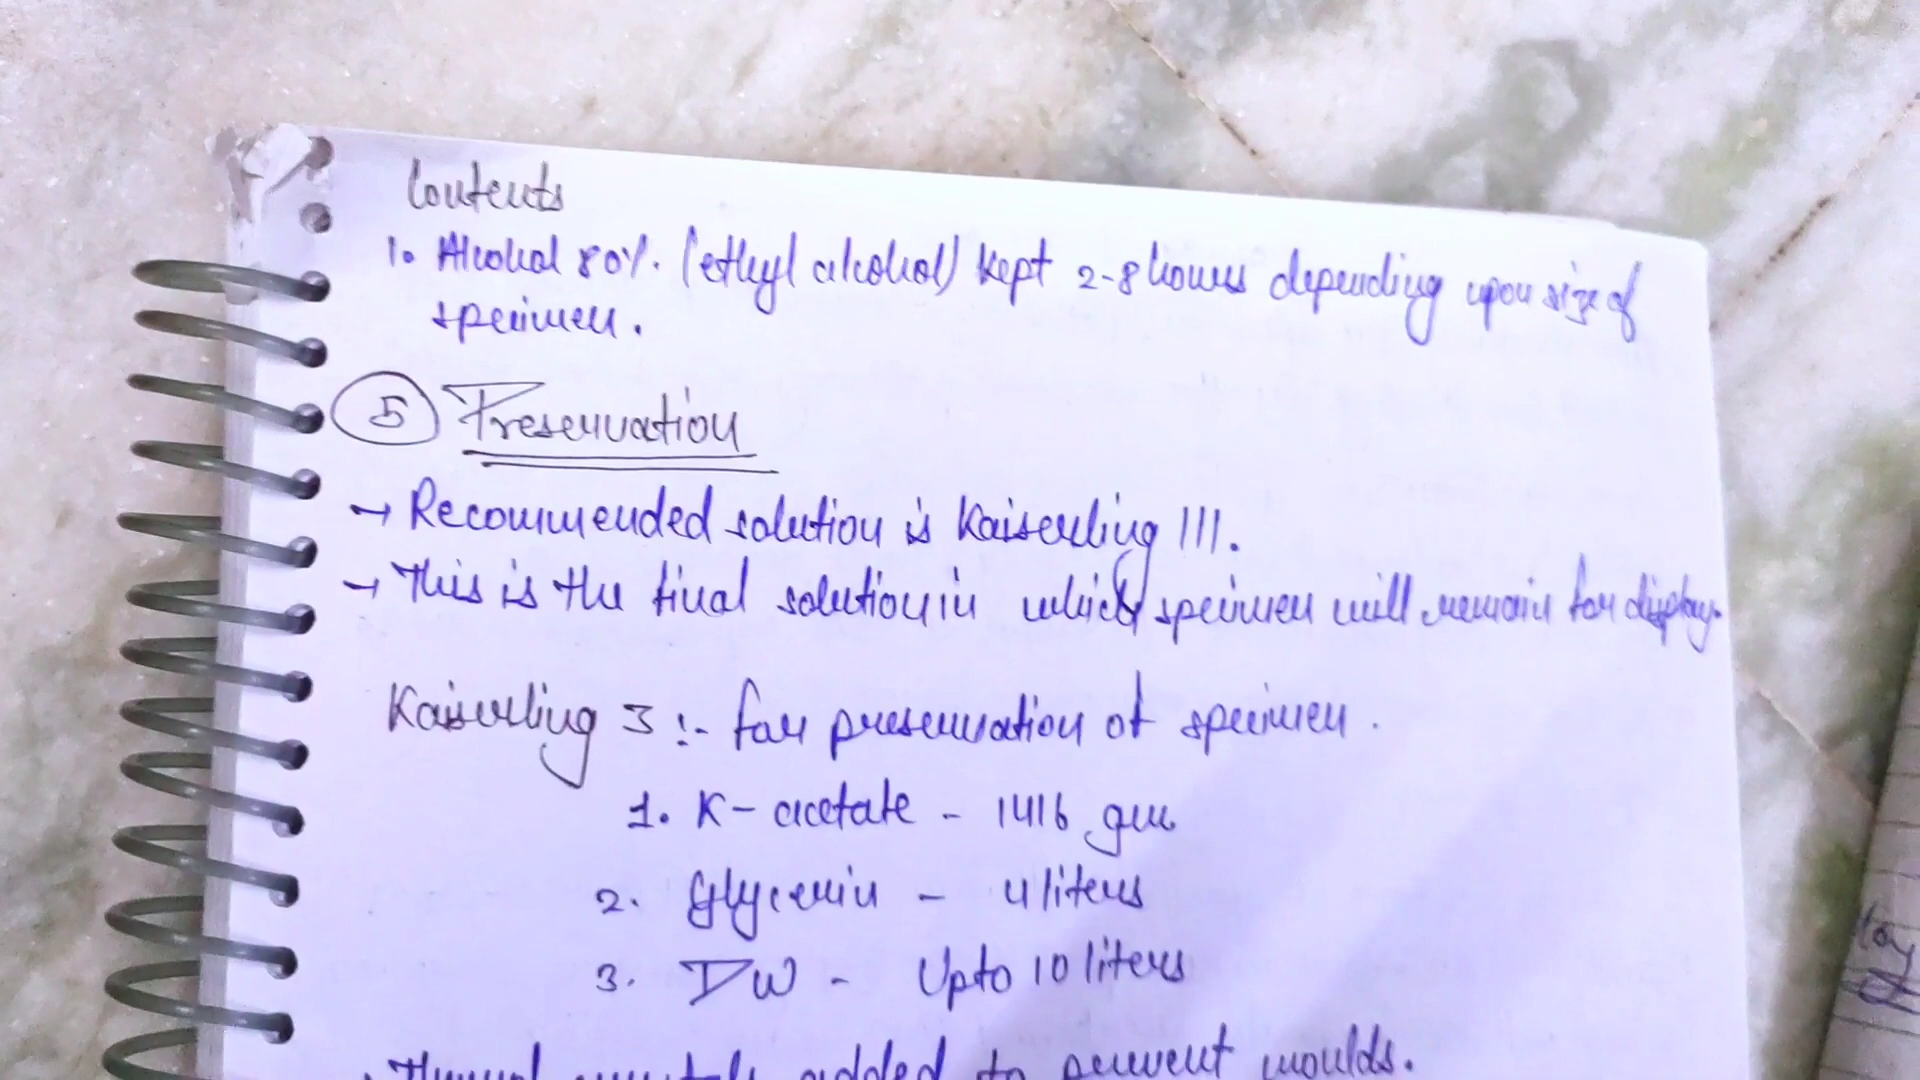 Contents
1. Alcohol 80%. (ethyl alcohol) kept 2-8 hours depending upon size of
specimen.
5 Preservation
→ Recommended solution is Kaiserling III.
→ This is the final solution in which specimen will remain for display.
Kaiserling 3 :- for preservation of specimen.
1. K- acetate - 1416 gm
2. Glycerin - 4 liters
3. DW - Upto 10 liters
added to prevent moulds.